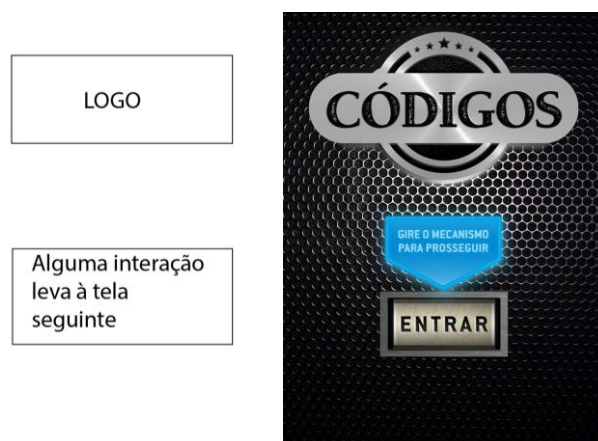 LOGO
Alguma interação
leva à tela
seguinte
CÓDIGOS
GIRE O MECANISMO
PARA PROSSEGUIR
ENTRAR